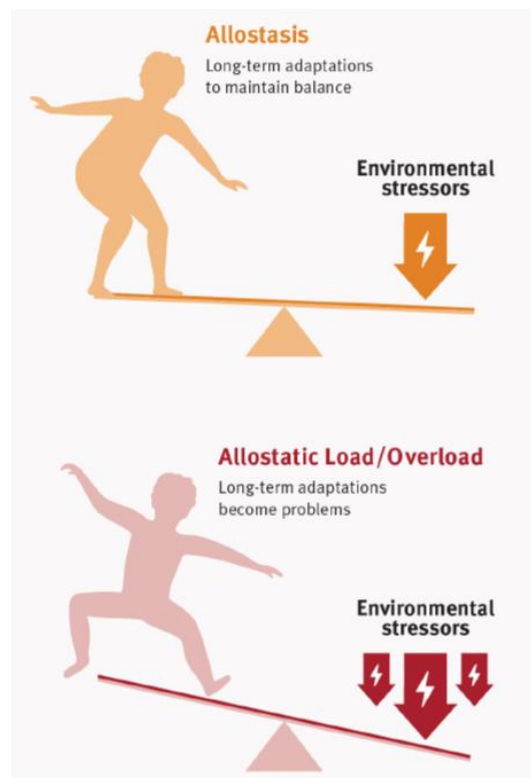 Allostasis
Long-term adaptations
to maintain balance
Environmental
stressors
Allostatic Load/Overload
Long-term adaptations
become problems
Environmental
stressors